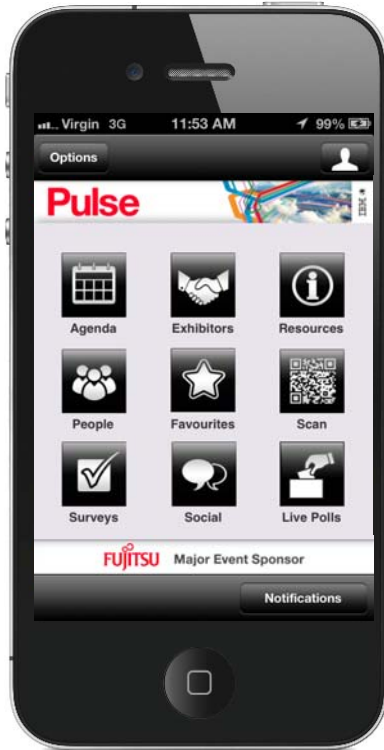 Virgin 3G 11:53 AM 99%
Options
Pulse
IBM
Agenda Exhibitors Resources
People Favourites Scan
Surveys Social Live Polls
FUJITSU Major Event Sponsor
Notifications